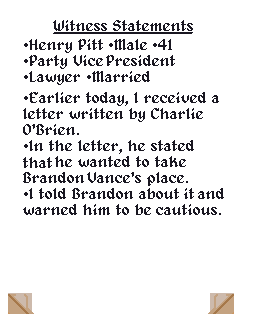 Witness Statements
•Henry Pitt •Male •41
•Party Vice President
•Lawyer •Married
•Earlier today, I received a
letter written by Charlie
O'Brien.
•In the letter, he stated
that he wanted to take
Brandon Vance's place.
•I told Brandon about it and
warned him to be cautious.